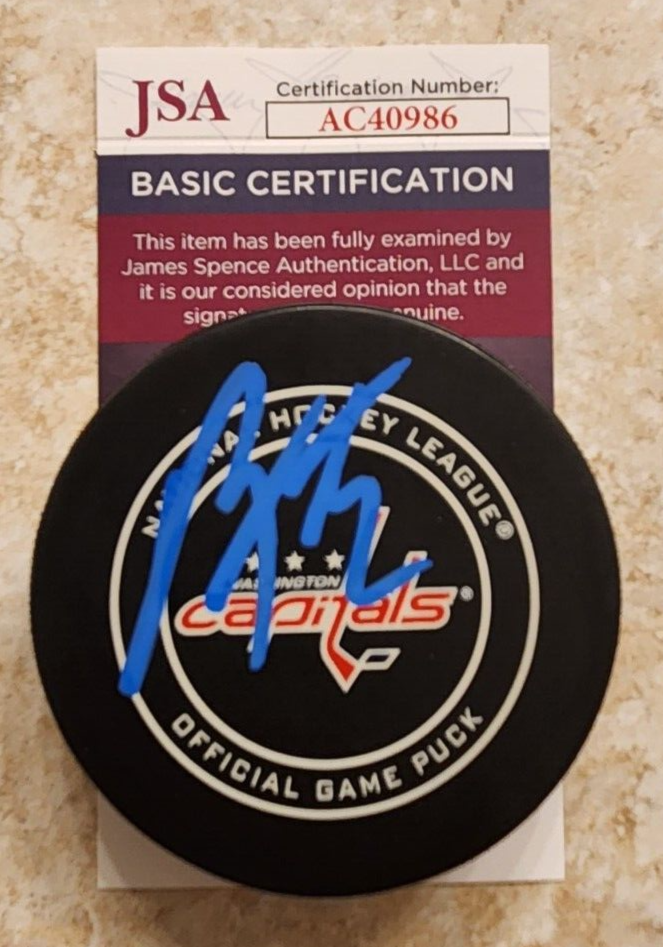 JSA
Certification Number:
AC40986
BASIC CERTIFICATION
This item has been fully examined by
James Spence Authentication, LLC and
it is our considered opinion that the
NATIONAL HOCKEY LEAGUE®
WASHINGTON
capitals®
OFFICIAL GAME PUCK